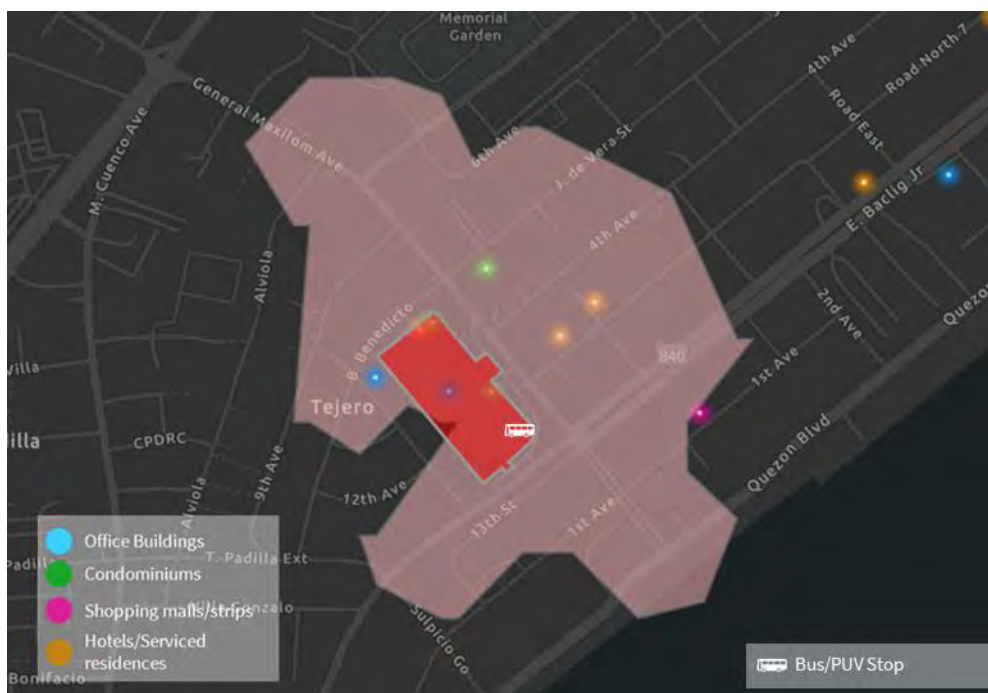 Memorial
Garden
4th Ave
Road North 7
General Maxilom Ave
M. Cuenco Ave
6th Ave
J. de Vera St
Road East
E. Baclig Jr
4th Ave
Alviola
2nd Ave
Quezon
B. Benedicto
840
1st Ave
Villa
Tejero
illa
CPDRC
Quezon Blvd
9th Ave
12th Ave
Alviola
13th St
1st Ave
Office Buildings
T. Padilla Ext
Padill
Condominiums
Shopping malls/strips
Gonzalo
Sulpicio Go
Hotels/Serviced
residences
Bus/PUV Stop
Bonifacio